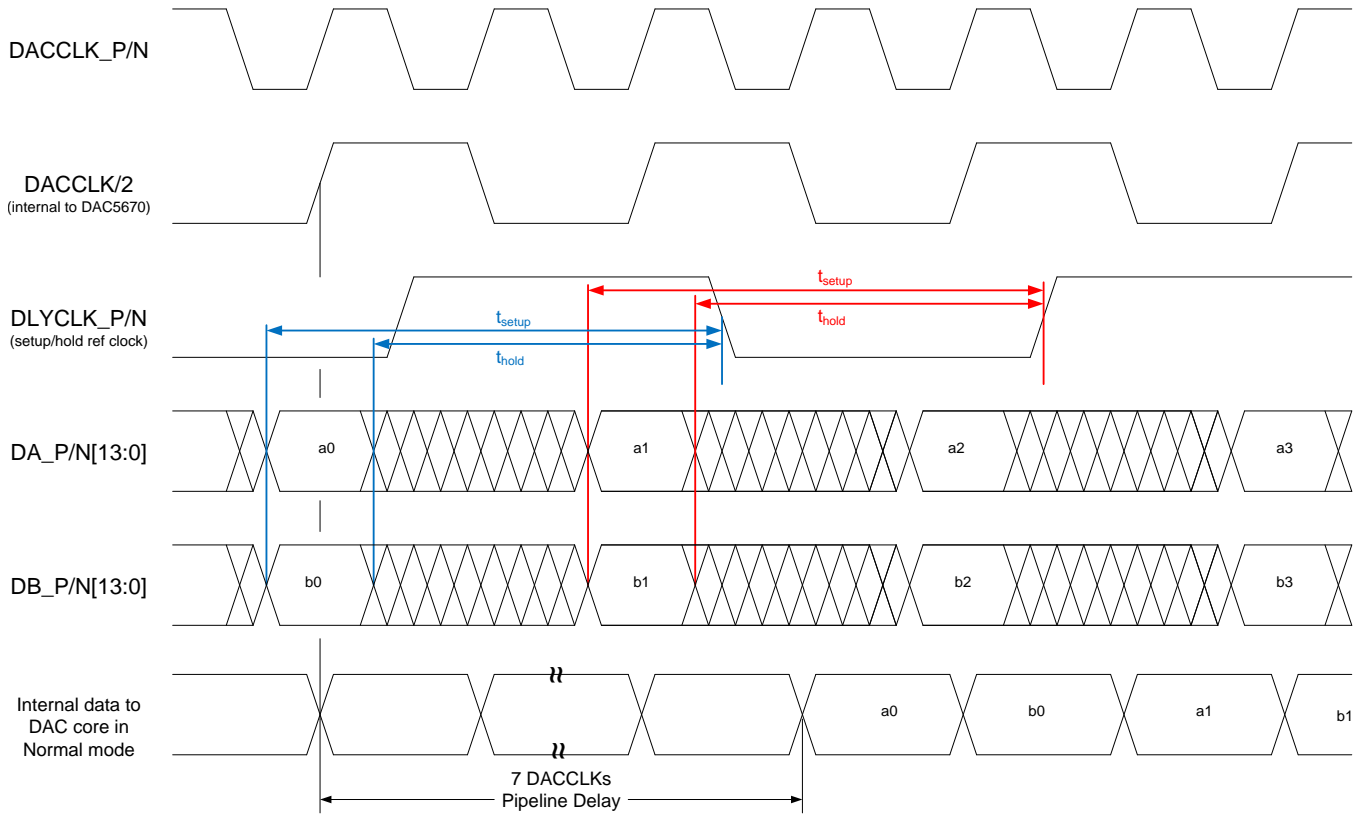 DACCLK_P/N
DACCLK/2
(internal to DAC5670)
DLYCLK_P/N
(setup/hold ref clock)
tsetup
thold
tsetup
thold
DA_P/N[13:0]
a0
a1
a2
a3
DB_P/N[13:0]
b0
b1
b2
b3
Internal data to
DAC core in
Normal mode
a0
b0
a1
b1
7 DACCLKs
Pipeline Delay